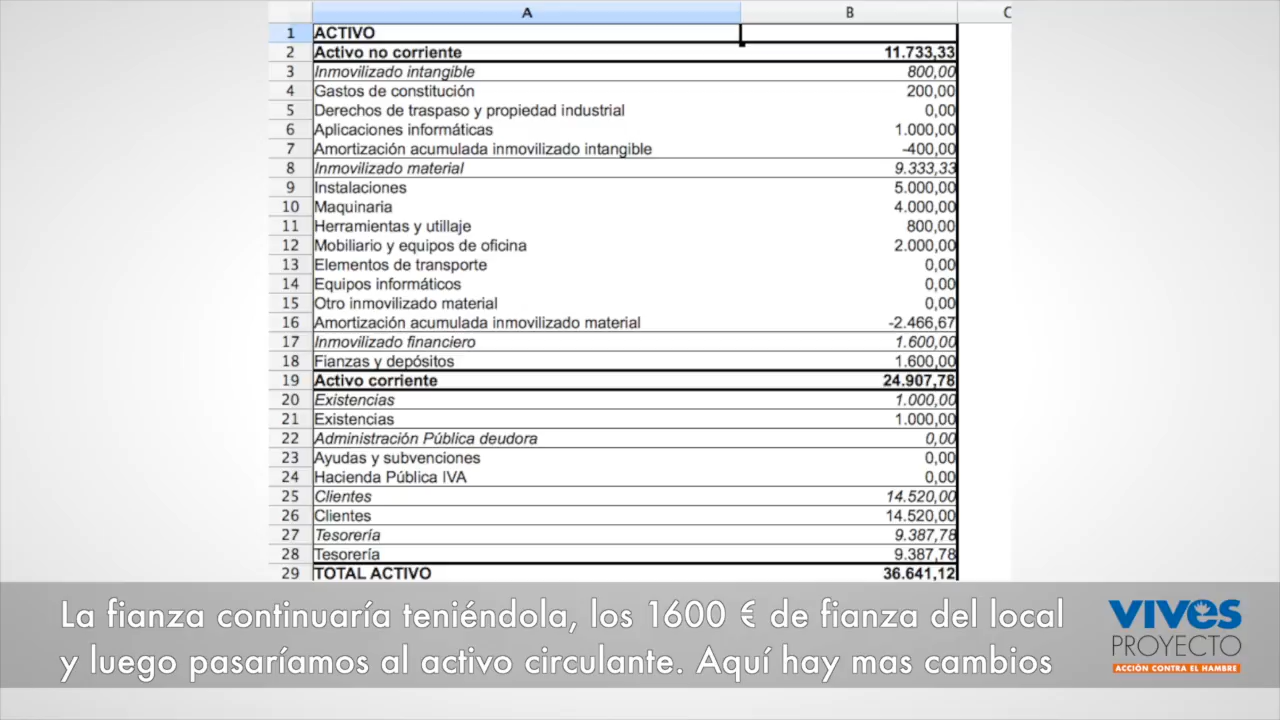 A B C
1 ACTIVO
2 Activo no corriente 11.733,33
3 Inmovilizado intangible 800,00
4 Gastos de constitución 200,00
5 Derechos de traspaso y propiedad industrial 0,00
6 Aplicaciones informáticas 1.000,00
7 Amortización acumulada inmovilizado intangible -400,00
8 Inmovilizado material 9.333,33
9 Instalaciones 5.000,00
10 Maquinaria 4.000,00
11 Herramientas y utillaje 800,00
12 Mobiliario y equipos de oficina 2.000,00
13 Elementos de transporte 0,00
14 Equipos informáticos 0,00
15 Otro inmovilizado material 0,00
16 Amortización acumulada inmovilizado material -2.466,67
17 Inmovilizado financiero 1.600,00
18 Fianzas y depósitos 1.600,00
19 Activo corriente 24.907,78
20 Existencias 1.000,00
21 Existencias 1.000,00
22 Administración Pública deudora 0,00
23 Ayudas y subvenciones 0,00
24 Hacienda Pública IVA 0,00
25 Clientes 14.520,00
26 Clientes 14.520,00
27 Tesorería 9.387,78
28 Tesorería 9.387,78
29 TOTAL ACTIVO 36.641,12
La fianza continuaría teniéndola, los 1600 € de fianza del local
y luego pasaríamos al activo circulante. Aquí hay mas cambios
VIVES
PROYECTO
ACCIÓN CONTRA EL HAMBRE